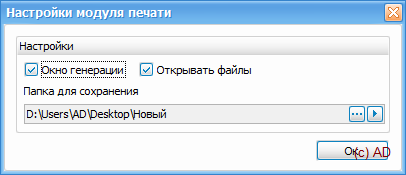 Настройки модуля печати
Настройки
Окно генерации
Открывать файлы
Папка для сохранения
D:\Users\AD\Desktop\Новый
...
(c) AD